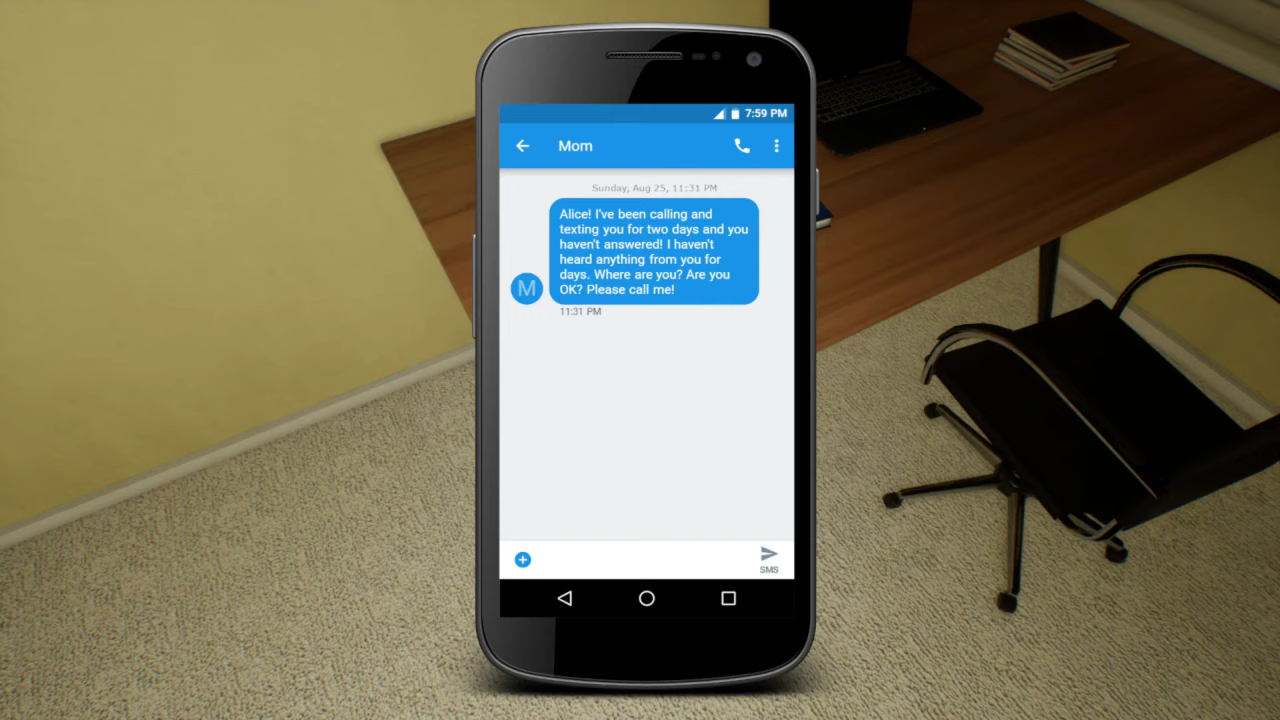 7:59 PM
Mom
Sunday, Aug 25, 11:31 PM
Alice! I've been calling and
texting you for two days and you
haven't answered! I haven't
heard anything from you for
days. Where are you? Are you
OK? Please call me!
M
11:31 PM
SMS